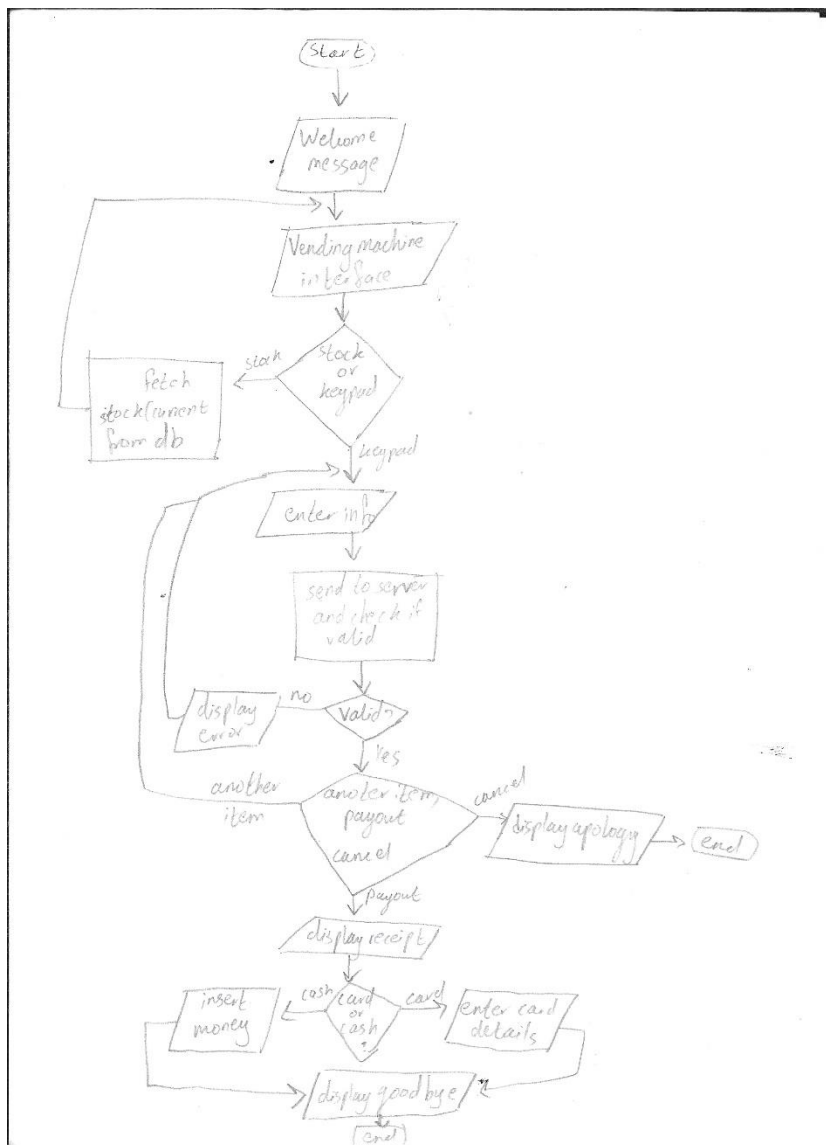 Start
Welcome
message
Vending machine
interface
stock
or
keypad
stock
fetch
stock(current
from db
keypad
enter info
send to server
and check if
valid
valid?
no
display
error
Yes
another
item
anoter item,
payout
cancel
cancel
display apology
end
payout
display receipt
card
or
cash
?
cash
insert
money
card
enter card
details
display goodbye
end